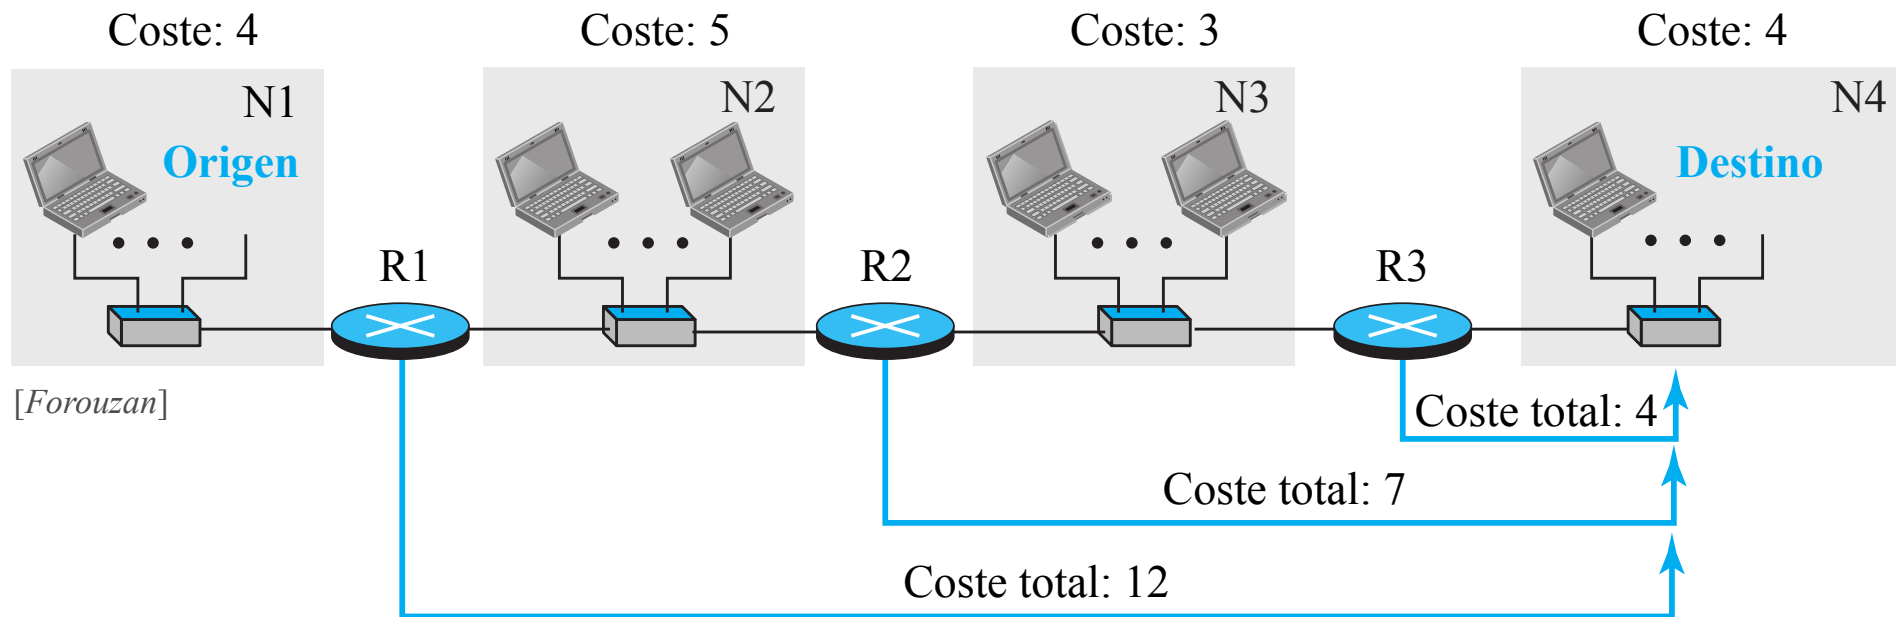 Coste: 4
Coste: 5
Coste: 3
Coste: 4
N1
N2
N3
N4
Origen
Destino
R1
R2
R3
[Forouzan]
Coste total: 4
Coste total: 7
Coste total: 12